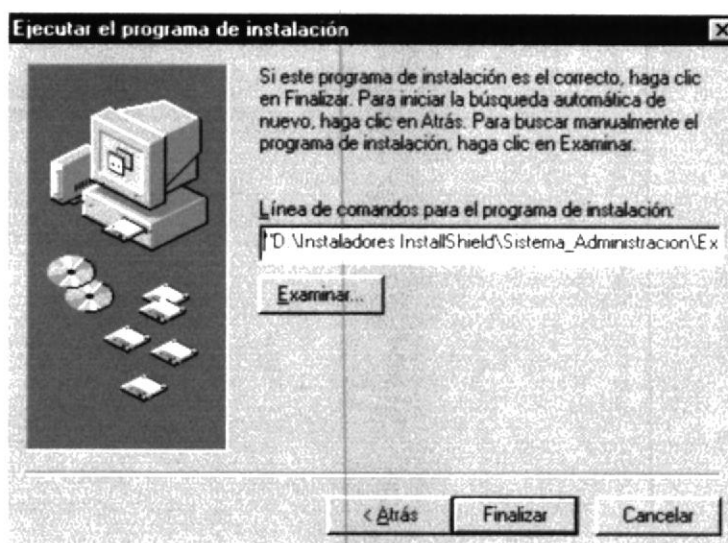 Ejecutar el programa de instalación
Si este programa de instalación es el correcto, haga clic
en Finalizar. Para iniciar la búsqueda automática de
nuevo, haga clic en Atrás. Para buscar manualmente el
programa de instalación, haga clic en Examinar.
Línea de comandos para el programa de instalación:
"D:\Instaladores InstallShield\Sistema_Administracion\Ex
Examinar...
< Atrás
Finalizar
Cancelar